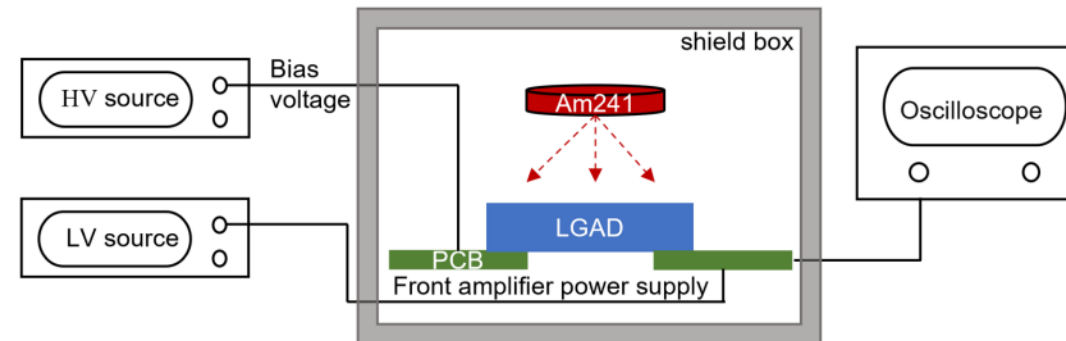 shield box
Bias
voltage
HV source
Am241
Oscilloscope
LV source
LGAD
PCB
Front amplifier power supply